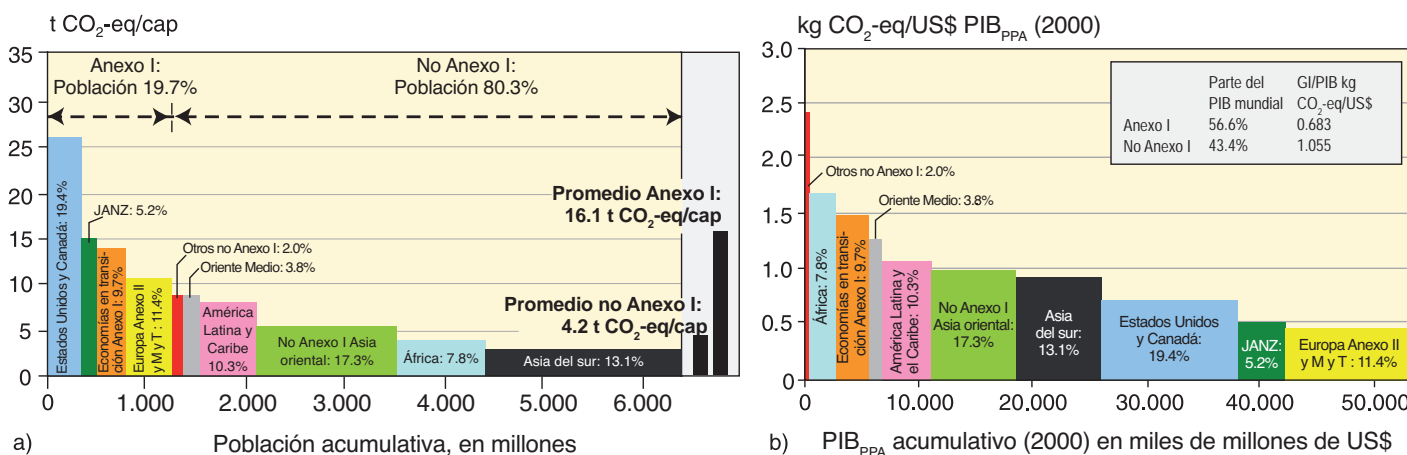 t CO₂-eq/cap
35
30
25
20
15
10
5
0
Anexo I:
Población 19.7%
No Anexo I:
Población 80.3%
Estados Unidos y Canadá: 19.4%
JANZ: 5.2%
Economías en transi-
ción Anexo I: 9.7%
Europa Anexo II
y M y T : 11.4%
Otros no Anexo I: 2.0%
Oriente Medio: 3.8%
América
Latina y
Caribe
10.3%
No Anexo I Asia
oriental: 17.3%
África: 7.8%
Asia del sur: 13.1%
Promedio Anexo I:
16.1 t CO₂-eq/cap
Promedio no Anexo I:
4.2 t CO₂-eq/cap
0 1.000 2.000 3.000 4.000 5.000 6.000
a) Población acumulativa, en millones
kg CO₂-eq/US$ PIB_PPA (2000)
3.0
2.5
2.0
1.5
1.0
0.5
0
Parte del GI/PIB kg
PIB mundial CO₂-eq/US$
Anexo I 56.6% 0.683
No Anexo I 43.4% 1.055
Otros no Anexo I: 2.0%
África: 7.8%
Economías en transi-
ción Anexo I: 9.7%
Oriente Medio: 3.8%
América Latina y
el Caribe: 10.3%
No Anexo I
Asia oriental:
17.3%
Asia
del sur:
13.1%
Estados Unidos
y Canadá:
19.4%
JANZ:
5.2%
Europa Anexo II
y M y T : 11.4%
0 10.000 20.000 30.000 40.000 50.000
b) PIB_PPA acumulativo (2000) en miles de millones de US$